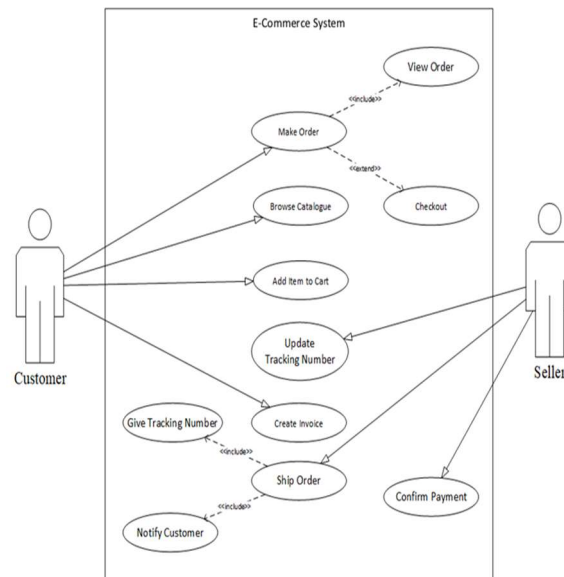 E-Commerce System
View Order
<<include>>
Make Order
<<extend>>
Browse Catalogue
Checkout
Add Item to Cart
Update
Tracking Number
Customer
Seller
Give Tracking Number
Create Invoice
<<include>>
Ship Order
Confirm Payment
<<include>>
Notify Customer